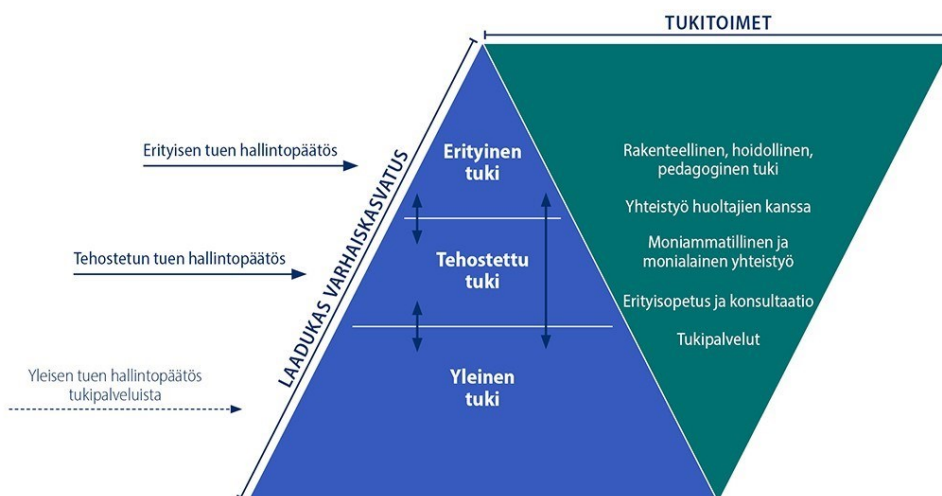 TUKITOIMET
LAADUKAS VARHAISKASVATUS
Erityisen tuen hallintopäätös
Tehostetun tuen hallintopäätös
Yleisen tuen hallintopäätös
tukipalveluista
Erityinen
tuki
Tehostettu
tuki
Yleinen
tuki
Rakenteellinen, hoidollinen,
pedagoginen tuki
Yhteistyö huoltajien kanssa
Moniammatillinen ja
monialainen yhteistyö
Erityisopetus ja konsultaatio
Tukipalvelut